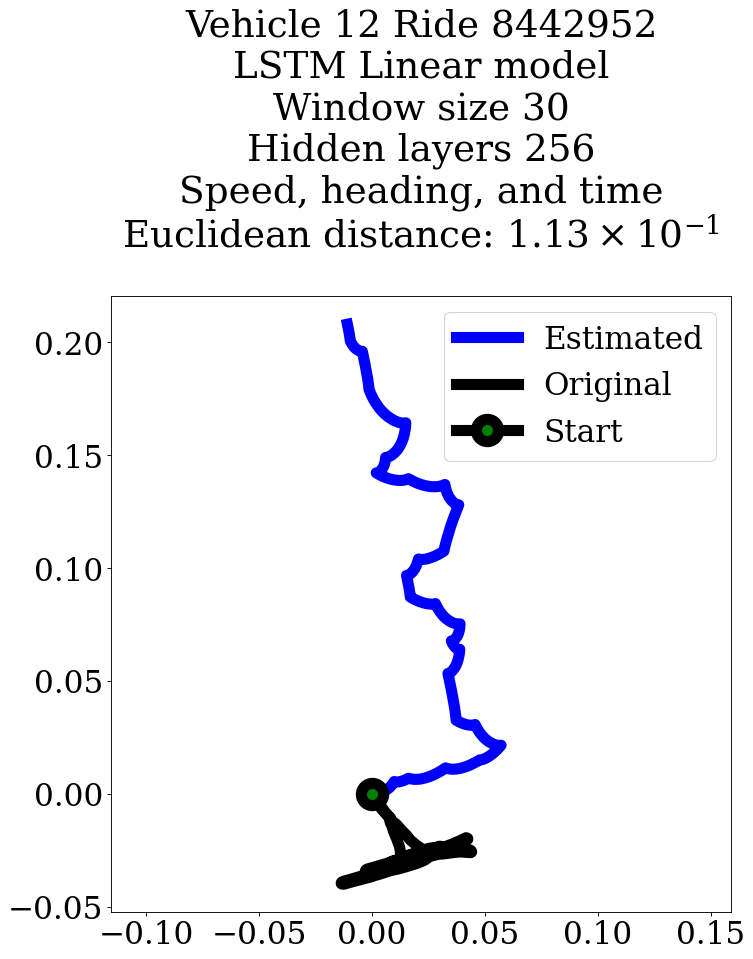 Vehicle 12 Ride 8442952
LSTM Linear model
Window size 30
Hidden layers 256
Speed, heading, and time
Euclidean distance: 1.13 × 10⁻¹
Estimated
Original
Start
0.20
0.15
0.10
0.05
0.00
−0.05
−0.10 −0.05 0.00 0.05 0.10 0.15